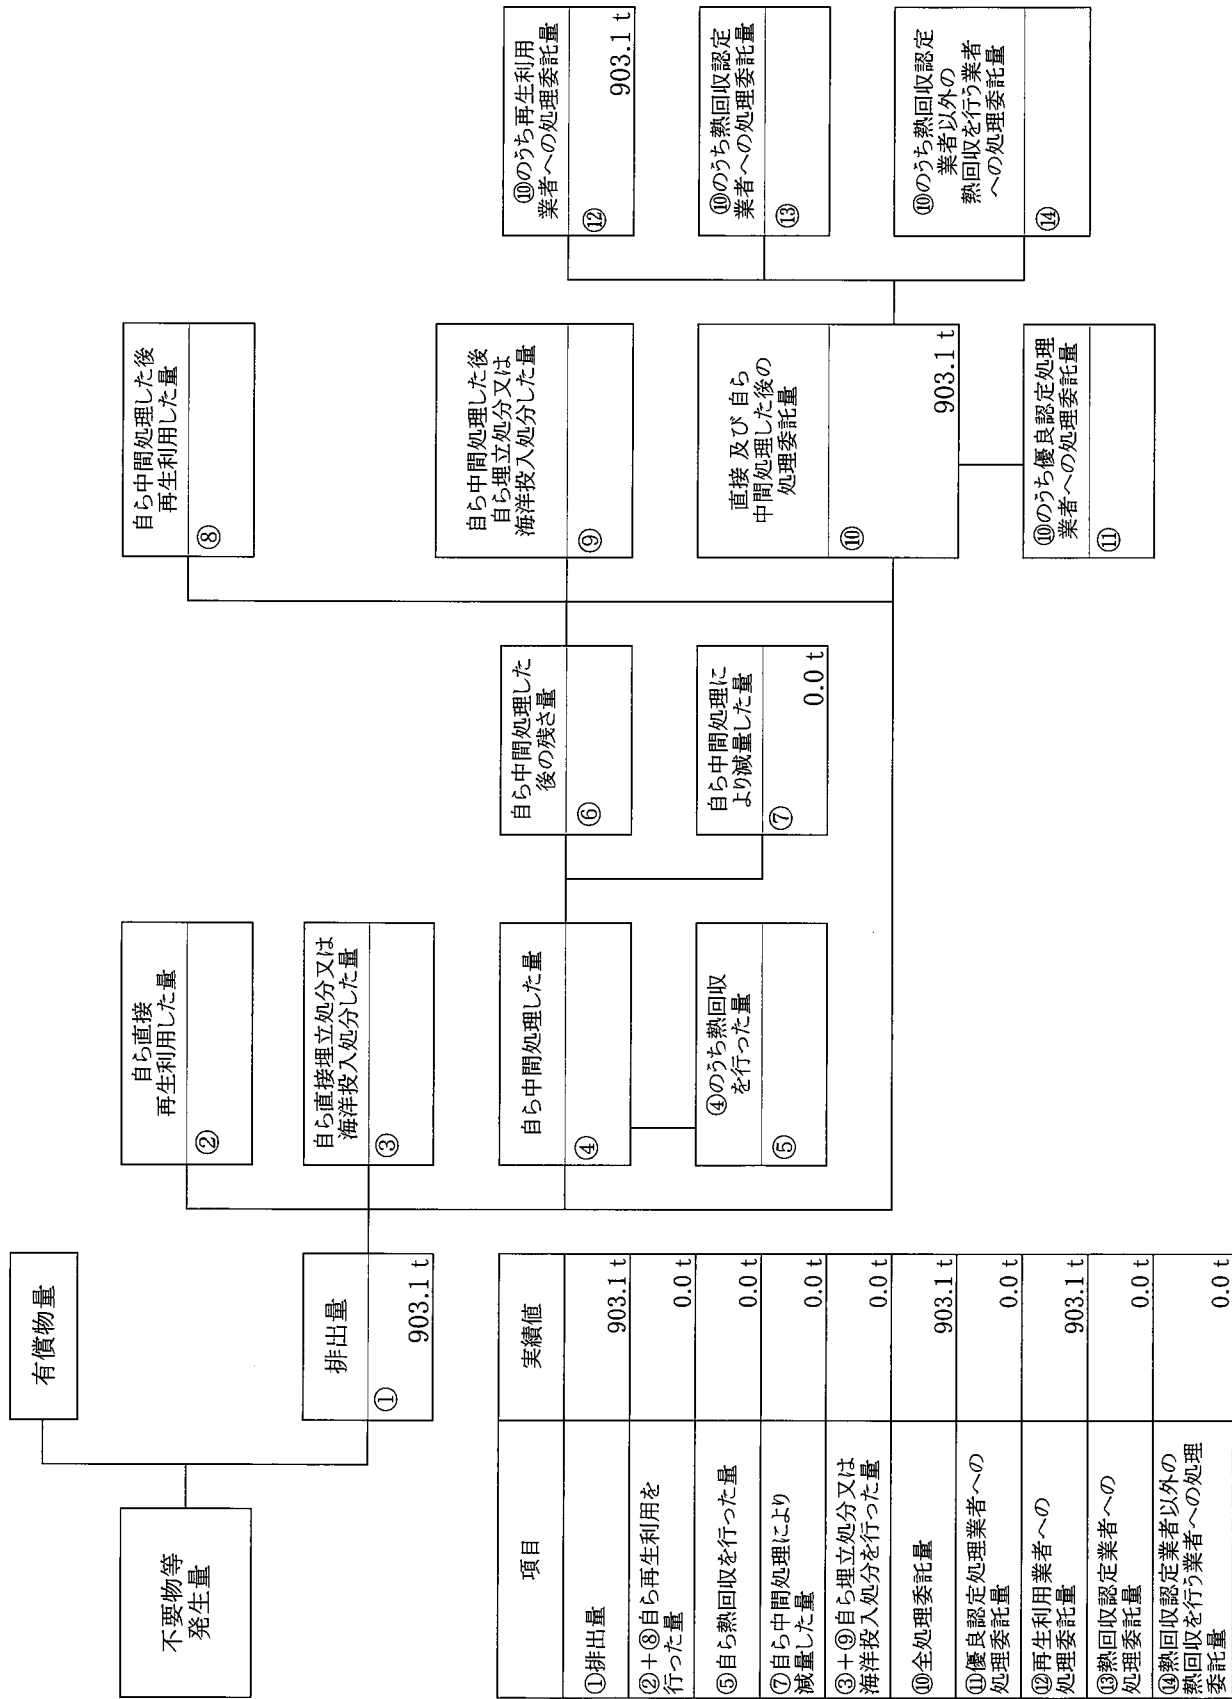 有償物量
不要物等
発生量
排出量
①
903.1 t
自ら直接
再生利用した量
②
自ら直接埋立処分又は
海洋投入処分した量
③
自ら中間処理した量
④
④のうち熱回収
を行った量
⑤
自ら中間処理した
後の残さ量
⑥
自ら中間処理に
より減量した量
⑦
0.0 t
自ら中間処理した後
再生利用した量
⑧
自ら中間処理した後
自ら埋立処分又は
海洋投入処分した量
⑨
直接 及び 自ら
中間処理した後の
処理委託量
⑩
903.1 t
⑩のうち優良認定処理
業者への処理委託量
⑪
⑩のうち再生利用
業者への処理委託量
⑫
903.1 t
⑩のうち熱回収認定
業者への処理委託量
⑬
⑩のうち熱回収認定
業者以外の
熱回収を行う業者
への処理委託量
⑭
項目
実績値
①排出量
903.1 t
②+⑧自ら再生利用を
行った量
0.0 t
⑤自ら熱回収を行った量
0.0 t
⑦自ら中間処理により
減量した量
0.0 t
③+⑨自ら埋立処分又は
海洋投入処分を行った量
0.0 t
⑩全処理委託量
903.1 t
⑪優良認定処理業者への
処理委託量
0.0 t
⑫再生利用業者への
処理委託量
903.1 t
⑬熱回収認定業者への
処理委託量
0.0 t
⑭熱回収認定業者以外の
熱回収を行う業者への処理
委託量
0.0 t